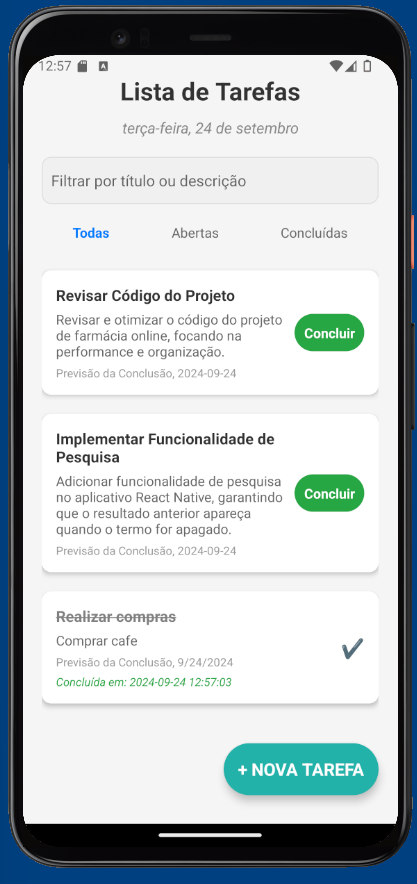 12:57
Lista de Tarefas
terça-feira, 24 de setembro
Filtrar por título ou descrição
Todas Abertas Concluídas
Revisar Código do Projeto
Revisar e otimizar o código do projeto
de farmácia online, focando na
performance e organização.
Previsão da Conclusão, 2024-09-24
Concluir
Implementar Funcionalidade de
Pesquisa
Adicionar funcionalidade de pesquisa
no aplicativo React Native, garantindo
que o resultado anterior apareça
quando o termo for apagado.
Previsão da Conclusão, 2024-09-24
Concluir
Realizar compras
Comprar cafe
Previsão da Conclusão, 9/24/2024
Concluída em: 2024-09-24 12:57:03
+ NOVA TAREFA